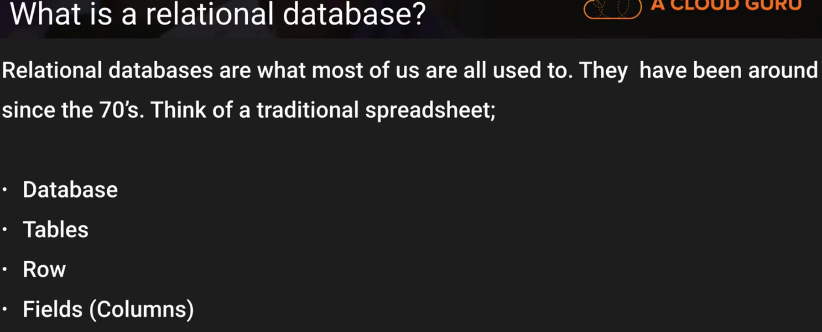 What is a relational database?
A CLOUD GURU
Relational databases are what most of us are all used to. They have been around
since the 70's. Think of a traditional spreadsheet;
· Database
· Tables
· Row
· Fields (Columns)